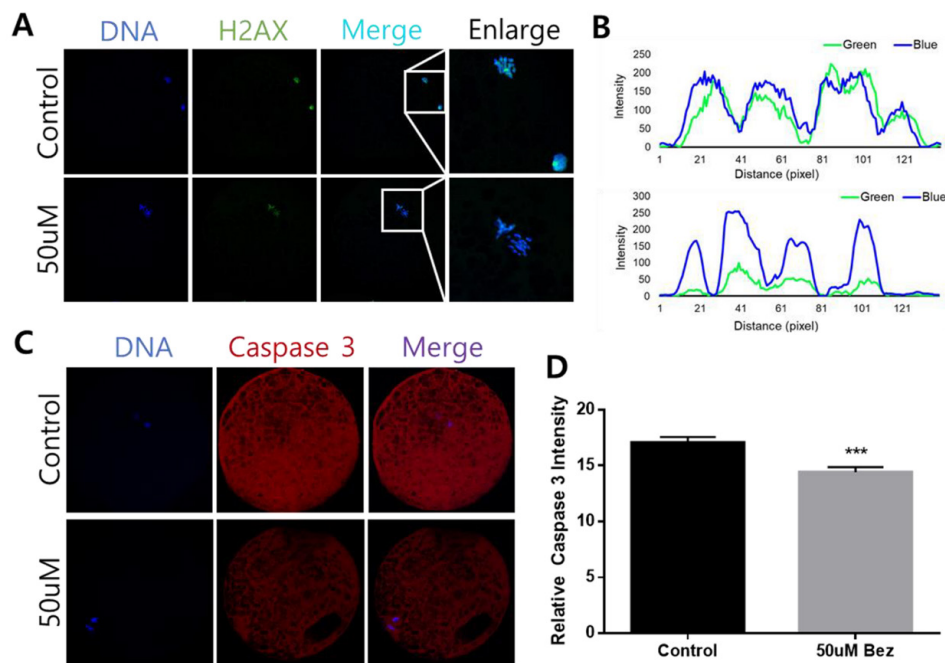 A
DNA H2AX Merge Enlarge
Control
50uM
B
Green Blue
Intensity
250
200
150
100
50
0
1 21 41 61 81 101 121
Distance (pixel)
Green Blue
Intensity
300
250
200
150
100
50
0
1 21 41 61 81 101 121
Distance (pixel)
C
DNA Caspase 3 Merge
Control
50uM
D
Relative Caspase 3 Intensity
20
15
10
5
0
***
Control 50uM Bez